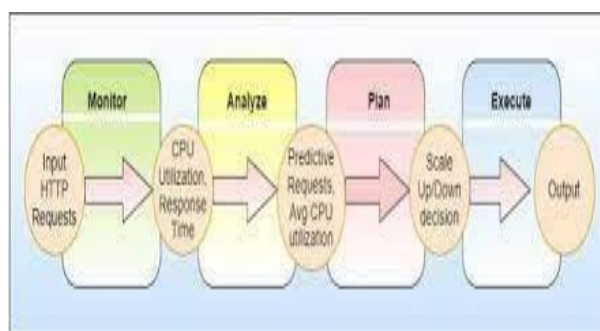 Monitor
Analyze
Plan
Execute
Input
HTTP
Requests
CPU
Utilization,
Response
Time
Predictive
Requests,
Avg CPU
utilization
Scale
Up/Down
decision
Output